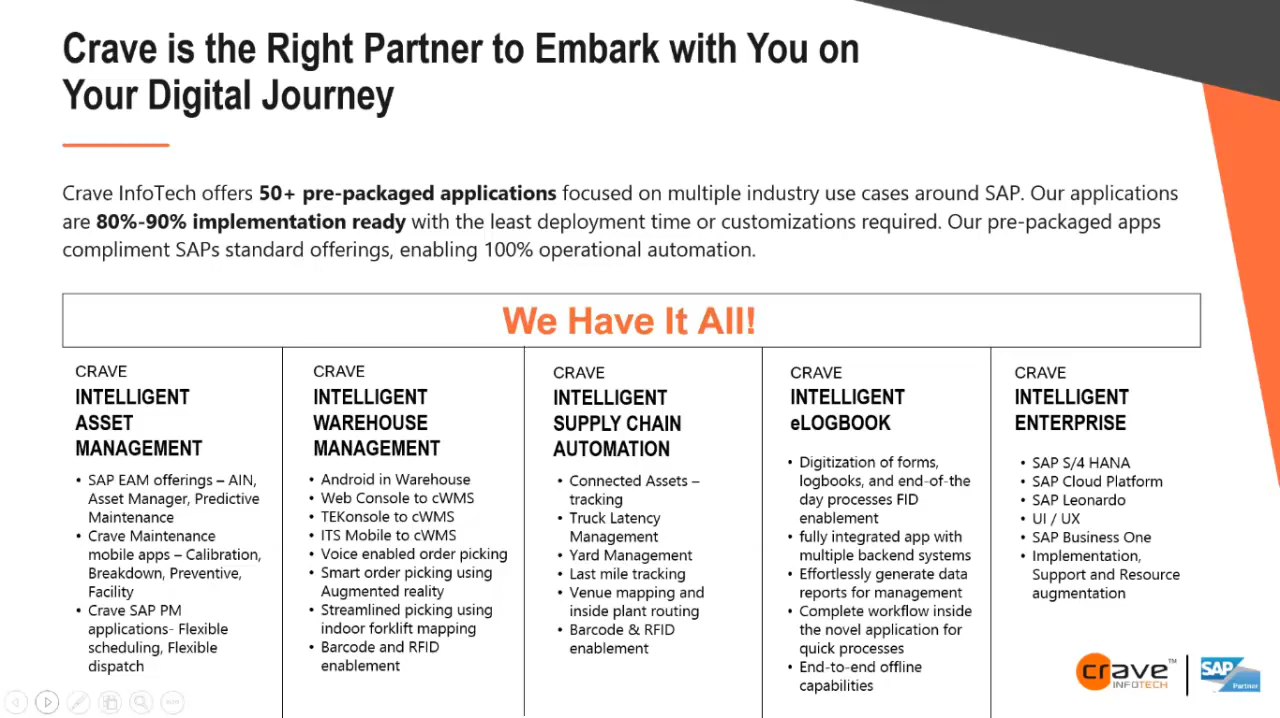 Crave is the Right Partner to Embark with You on
Your Digital Journey
Crave InfoTech offers 50+ pre-packaged applications focused on multiple industry use cases around SAP. Our applications
are 80%-90% implementation ready with the least deployment time or customizations required. Our pre-packaged apps
compliment SAPs standard offerings, enabling 100% operational automation.
We Have It All!
CRAVE
INTELLIGENT
ASSET
MANAGEMENT
• SAP EAM offerings – AIN,
Asset Manager, Predictive
Maintenance
• Crave Maintenance
mobile apps – Calibration,
Breakdown, Preventive,
Facility
• Crave SAP PM
applications- Flexible
scheduling, Flexible
dispatch
CRAVE
INTELLIGENT
WAREHOUSE
MANAGEMENT
• Android in Warehouse
• Web Console to cWMS
• TEKonsole to cWMS
• ITS Mobile to cWMS
• Voice enabled order picking
• Smart order picking using
Augmented reality
• Streamlined picking using
indoor forklift mapping
• Barcode and RFID
enablement
CRAVE
INTELLIGENT
SUPPLY CHAIN
AUTOMATION
• Connected Assets –
tracking
• Truck Latency
Management
• Yard Management
• Last mile tracking
• Venue mapping and
inside plant routing
• Barcode & RFID
enablement
CRAVE
INTELLIGENT
eLOGBOOK
• Digitization of forms,
logbooks, and end-of-the
day processes FID
enablement
• fully integrated app with
multiple backend systems
• Effortlessly generate data
reports for management
• Complete workflow inside
the novel application for
quick processes
• End-to-end offline
capabilities
CRAVE
INTELLIGENT
ENTERPRISE
• SAP S/4 HANA
• SAP Cloud Platform
• SAP Leonardo
• UI / UX
• SAP Business One
• Implementation,
Support and Resource
augmentation
crave™
INFOTECH
SAP
Partner